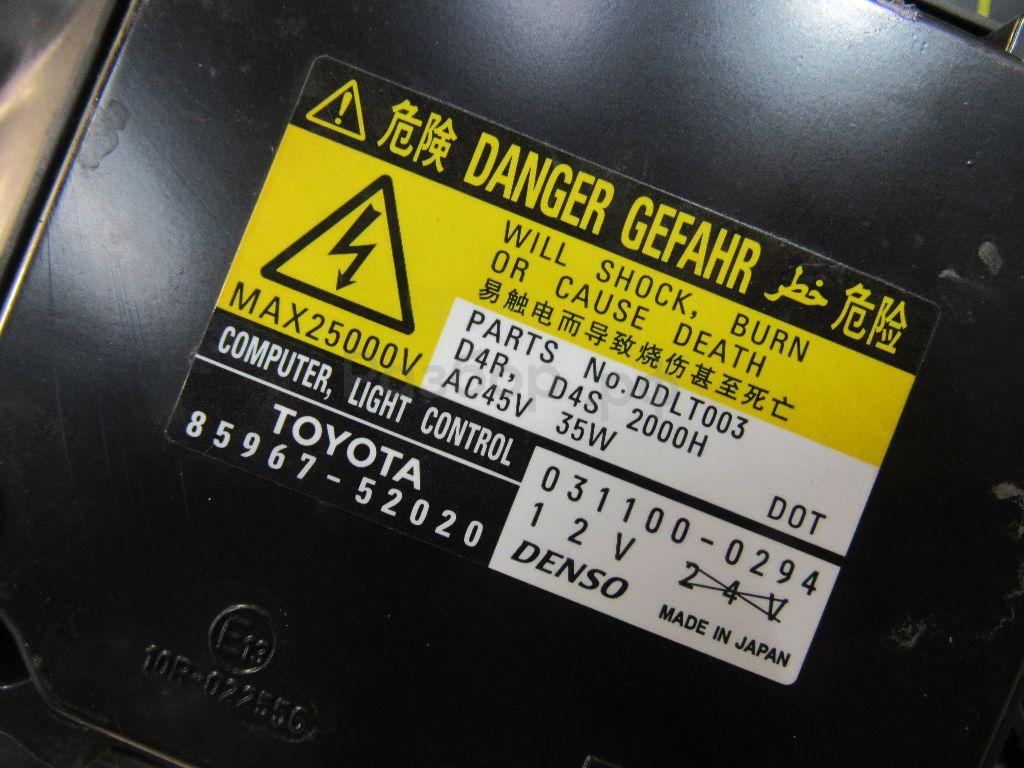 危険 DANGER GEFAHR خطر 危险
WILL SHOCK, BURN
OR CAUSE DEATH
易触电而导致烧伤甚至死亡
MAX25000V
PARTS No.DDLT003
D4R, D4S 2000H
AC45V 35W
DOT
COMPUTER, LIGHT CONTROL
TOYOTA
85967-52020
031100-0294
12V 24V
DENSO
MADE IN JAPAN
E13
10R-022556